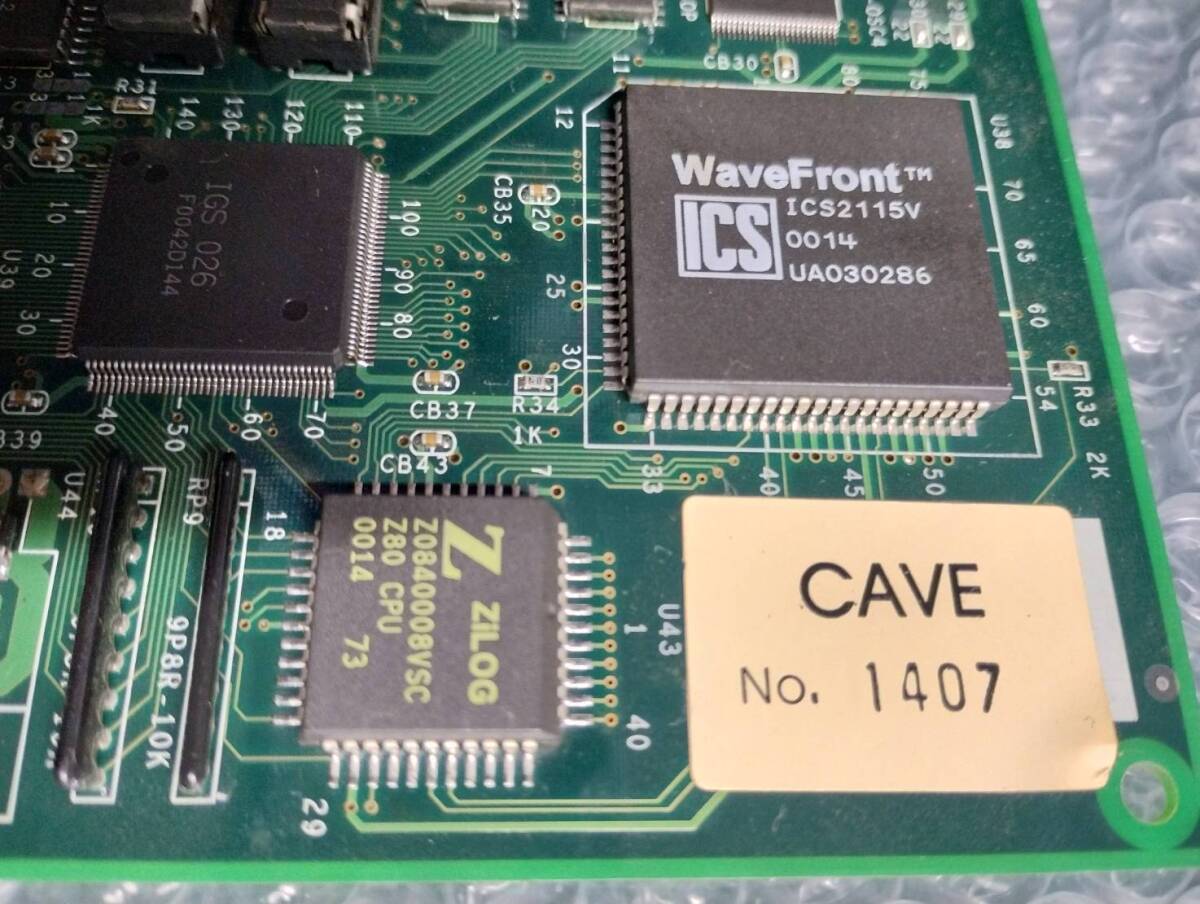 CB30
80
75
11
12
R31
1K
140
130
120
110
IGS 026
F0042D144
10
20
30
U39
100
90
80
40
50
60
70
CB35
20
25
30
WaveFront™
ICS
ICS2115V
0014
UA030286
U38
70
65
60
54
R33 2K
33
40
45
50
CB37
R34
1K
CB43
7
B39
U44
RP9
9P8R-10K
18
Z ZILOG
Z0840008VSC
Z80 CPU
0014 73
1
U43
40
29
CAVE
No. 1407